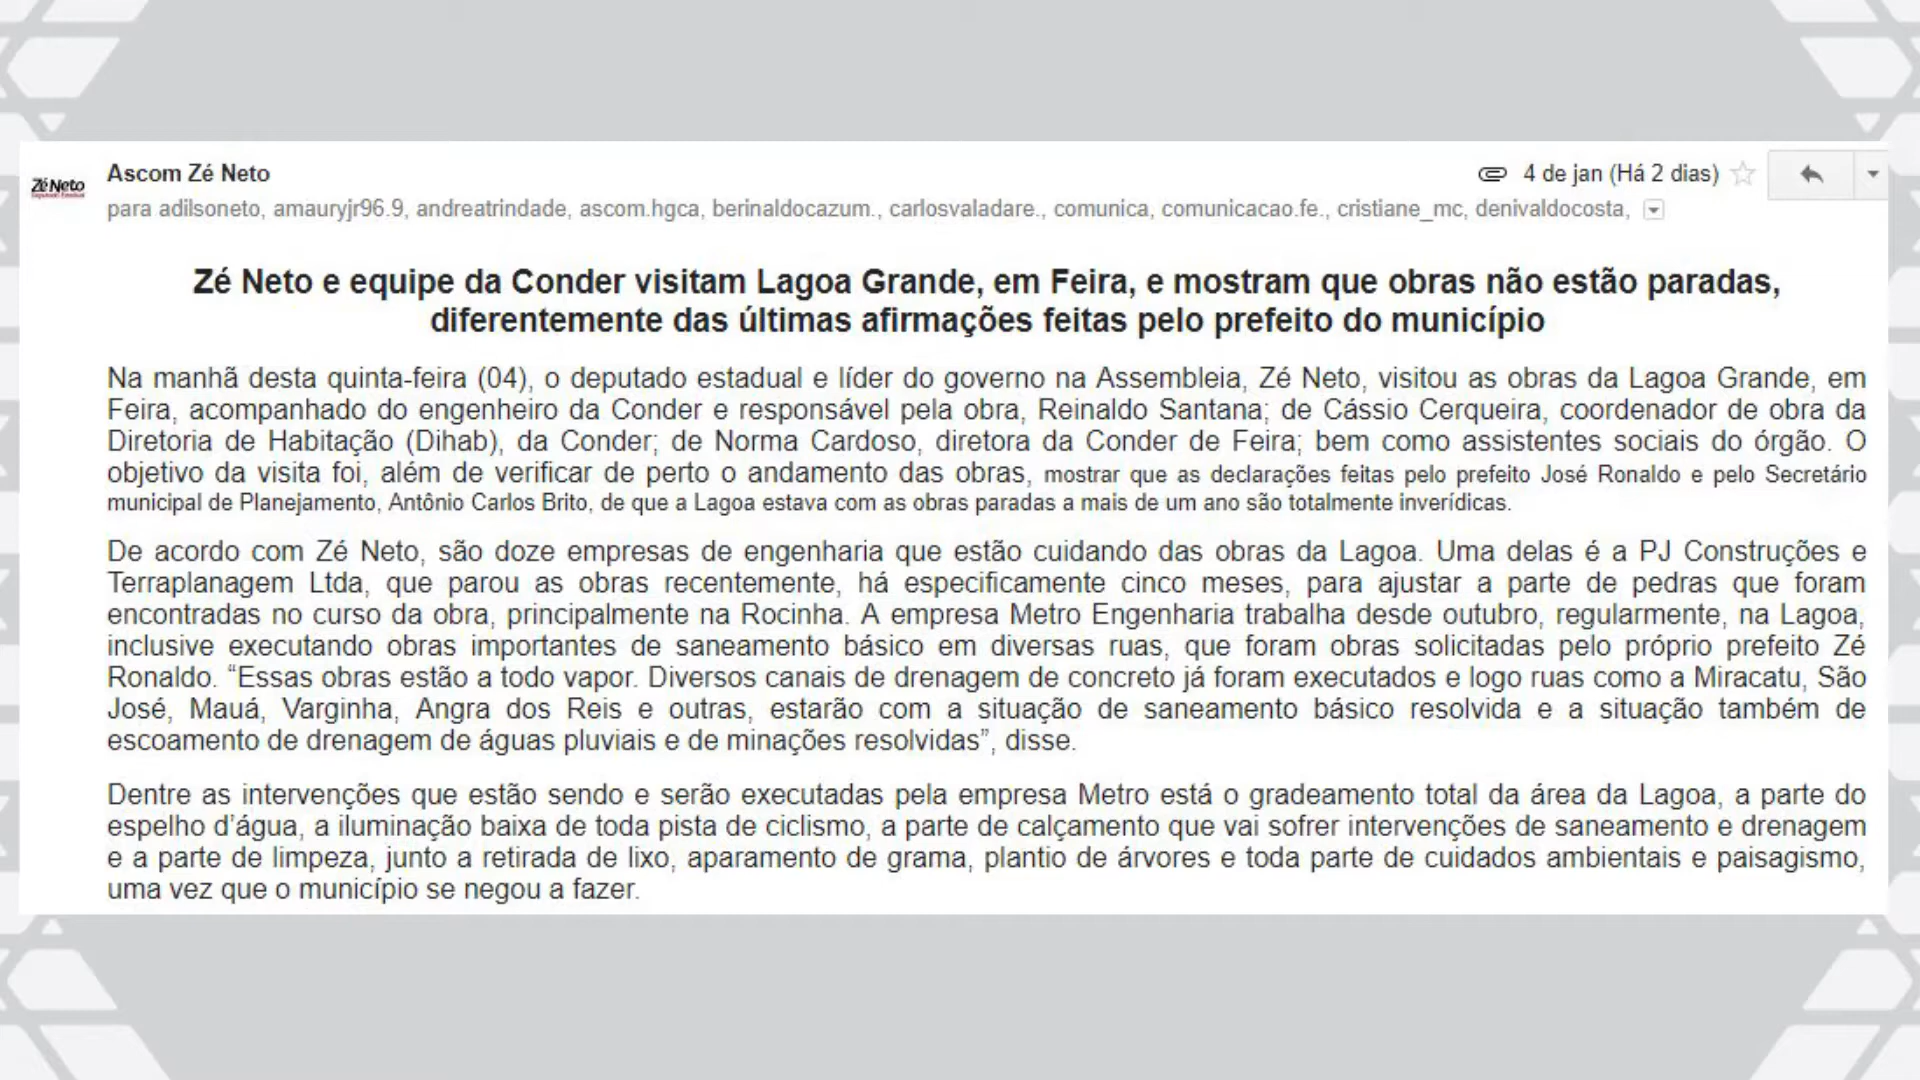 Zé Neto
Ascom Zé Neto
4 de jan (Há 2 dias)
para adilsoneto, amauryjr96.9, andreatrindade, ascom.hgca, berinaldocazum., carlosvaladare., comunica, comunicacao.fe., cristiane_mc, denivaldocosta,
Zé Neto e equipe da Conder visitam Lagoa Grande, em Feira, e mostram que obras não estão paradas,
diferentemente das últimas afirmações feitas pelo prefeito do município
Na manhã desta quinta-feira (04), o deputado estadual e líder do governo na Assembleia, Zé Neto, visitou as obras da Lagoa Grande, em
Feira, acompanhado do engenheiro da Conder e responsável pela obra, Reinaldo Santana; de Cássio Cerqueira, coordenador de obra da
Diretoria de Habitação (Dihab), da Conder; de Norma Cardoso, diretora da Conder de Feira; bem como assistentes sociais do órgão. O
objetivo da visita foi, além de verificar de perto o andamento das obras, mostrar que as declarações feitas pelo prefeito José Ronaldo e pelo Secretário
municipal de Planejamento, Antônio Carlos Brito, de que a Lagoa estava com as obras paradas a mais de um ano são totalmente inverídicas.
De acordo com Zé Neto, são doze empresas de engenharia que estão cuidando das obras da Lagoa. Uma delas é a PJ Construções e
Terraplanagem Ltda, que parou as obras recentemente, há especificamente cinco meses, para ajustar a parte de pedras que foram
encontradas no curso da obra, principalmente na Rocinha. A empresa Metro Engenharia trabalha desde outubro, regularmente, na Lagoa,
inclusive executando obras importantes de saneamento básico em diversas ruas, que foram obras solicitadas pelo próprio prefeito Zé
Ronaldo. “Essas obras estão a todo vapor. Diversos canais de drenagem de concreto já foram executados e logo ruas como a Miracatu, São
José, Mauá, Varginha, Angra dos Reis e outras, estarão com a situação de saneamento básico resolvida e a situação também de
escoamento de drenagem de águas pluviais e de minações resolvidas”, disse.
Dentre as intervenções que estão sendo e serão executadas pela empresa Metro está o gradeamento total da área da Lagoa, a parte do
espelho d’água, a iluminação baixa de toda pista de ciclismo, a parte de calçamento que vai sofrer intervenções de saneamento e drenagem
e a parte de limpeza, junto a retirada de lixo, aparamento de grama, plantio de árvores e toda parte de cuidados ambientais e paisagismo,
uma vez que o município se negou a fazer.